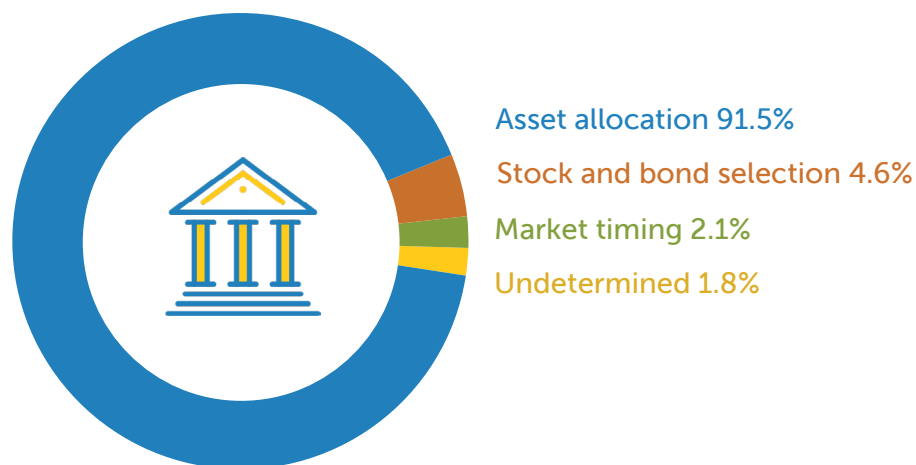 Asset allocation 91.5%
Stock and bond selection 4.6%
Market timing 2.1%
Undetermined 1.8%